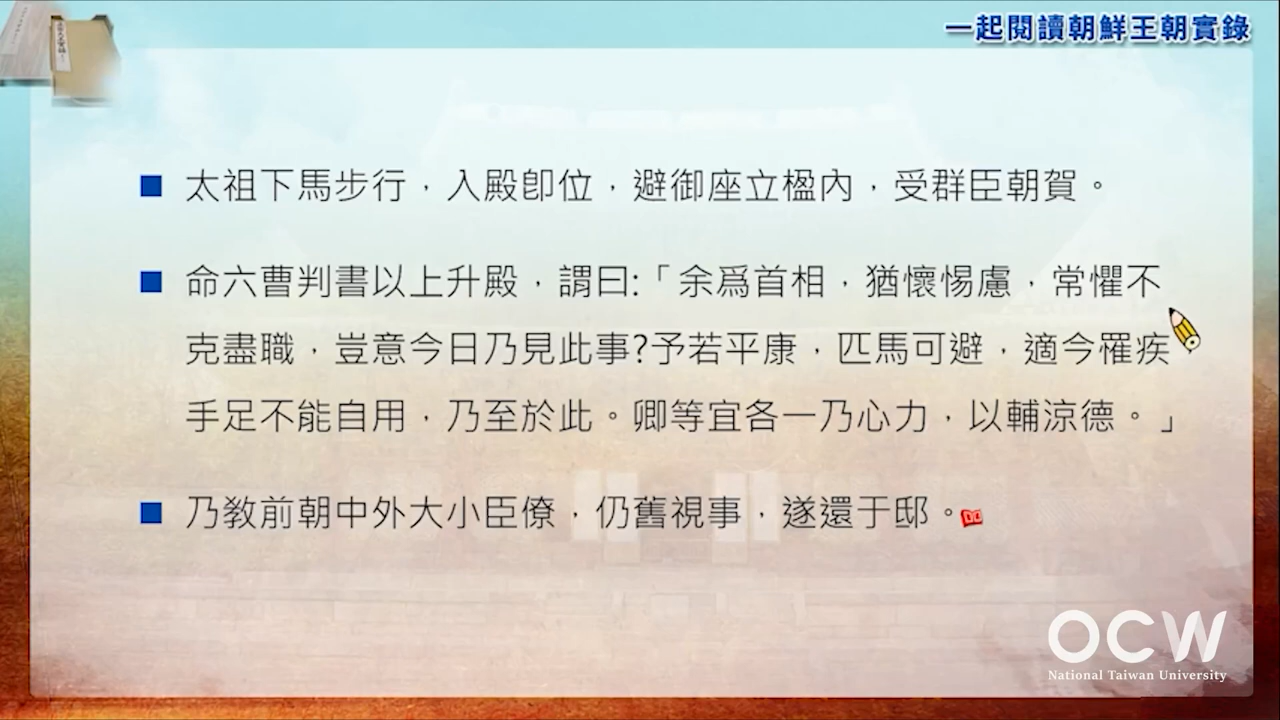 一起閱讀朝鮮王朝實錄
太祖下馬步行，入殿卽位，避御座立楹內，受群臣朝賀。
命六曹判書以上升殿，謂曰:「余爲首相，猶懷惕慮，常懼不
克盡職，豈意今日乃見此事?予若平康，匹馬可避，適今罹疾
手足不能自用，乃至於此。卿等宜各一乃心力，以輔涼德。」
乃敎前朝中外大小臣僚，仍舊視事，遂還于邸。
OCW
National Taiwan University